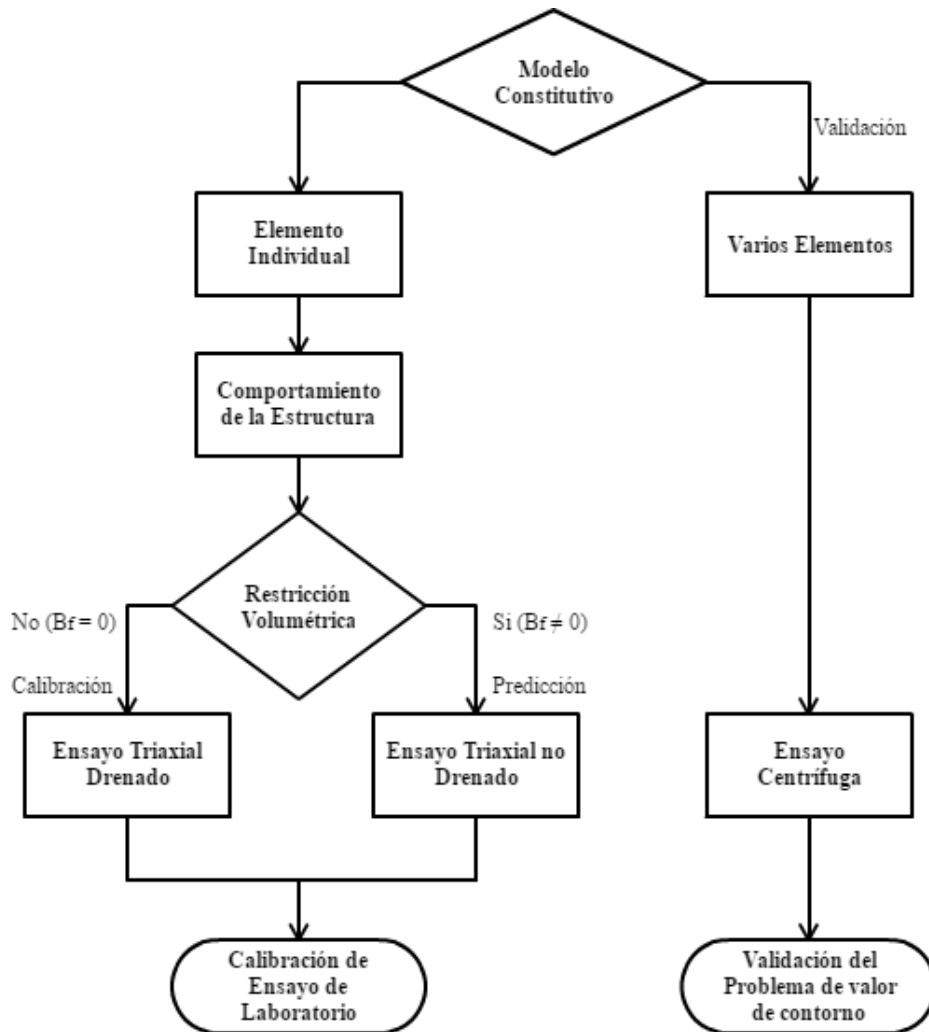 Modelo
Constitutivo
Validación
Elemento
Individual
Varios Elementos
Comportamiento
de la Estructura
Restricción
Volumétrica
No (Bf = 0)
Si (Bf ≠ 0)
Calibración
Predicción
Ensayo Triaxial
Drenado
Ensayo Triaxial no
Drenado
Ensayo
Centrífuga
Calibración de
Ensayo de
Laboratorio
Validación del
Problema de valor
de contorno